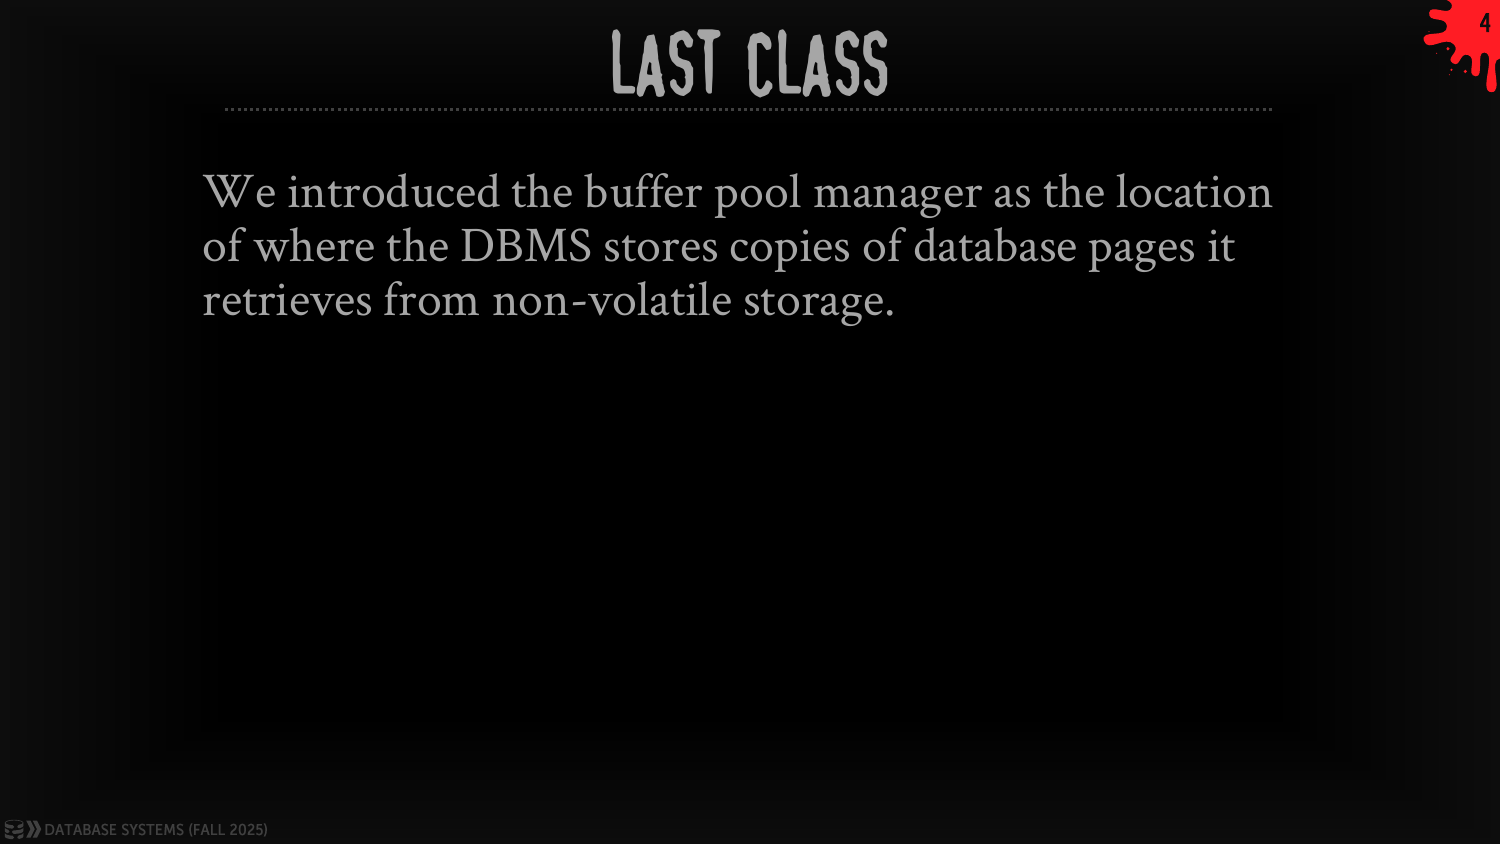 4
LAST CLASS
We introduced the buffer pool manager as the location
of where the DBMS stores copies of database pages it
retrieves from non-volatile storage.
DATABASE SYSTEMS (FALL 2025)